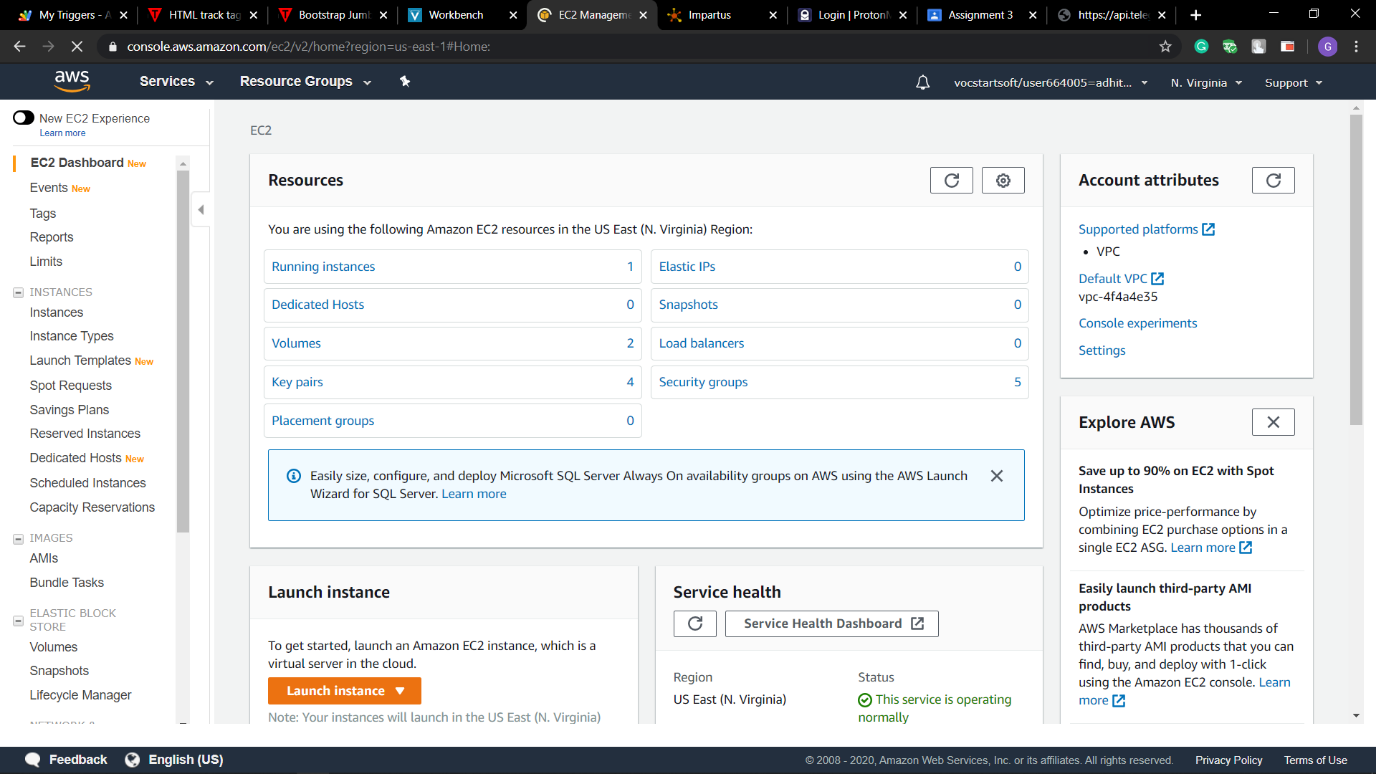 My Triggers - A
HTML track tag
Bootstrap Jumb
Workbench
EC2 Manageme
Impartus
Login | ProtonM
Assignment 3
https://api.tele
console.aws.amazon.com/ec2/v2/home?region=us-east-1#Home:
G
aws
Services
Resource Groups
vocstartsoft/user664005=adhit...
N. Virginia
Support
New EC2 Experience
Learn more
EC2 Dashboard New
Events New
Tags
Reports
Limits
INSTANCES
Instances
Instance Types
Launch Templates New
Spot Requests
Savings Plans
Reserved Instances
Dedicated Hosts New
Scheduled Instances
Capacity Reservations
IMAGES
AMIs
Bundle Tasks
ELASTIC BLOCK
STORE
Volumes
Snapshots
Lifecycle Manager
EC2
Resources
You are using the following Amazon EC2 resources in the US East (N. Virginia) Region:
Running instances 1
Elastic IPs 0
Dedicated Hosts 0
Snapshots 0
Volumes 2
Load balancers 0
Key pairs 4
Security groups 5
Placement groups 0
Easily size, configure, and deploy Microsoft SQL Server Always On availability groups on AWS using the AWS Launch
Wizard for SQL Server. Learn more
Launch instance
To get started, launch an Amazon EC2 instance, which is a
virtual server in the cloud.
Launch instance
Note: Your instances will launch in the US East (N. Virginia)
Service health
Service Health Dashboard
Region
Status
US East (N. Virginia)
This service is operating
normally
Account attributes
Supported platforms
• VPC
Default VPC
vpc-4f4a4e35
Console experiments
Settings
Explore AWS
Save up to 90% on EC2 with Spot
Instances
Optimize price-performance by
combining EC2 purchase options in a
single EC2 ASG. Learn more
Easily launch third-party AMI
products
AWS Marketplace has thousands of
third-party AMI products that you can
find, buy, and deploy with 1-click
using the Amazon EC2 console. Learn
more
Feedback
English (US)
© 2008 - 2020, Amazon Web Services, Inc. or its affiliates. All rights reserved.
Privacy Policy
Terms of Use